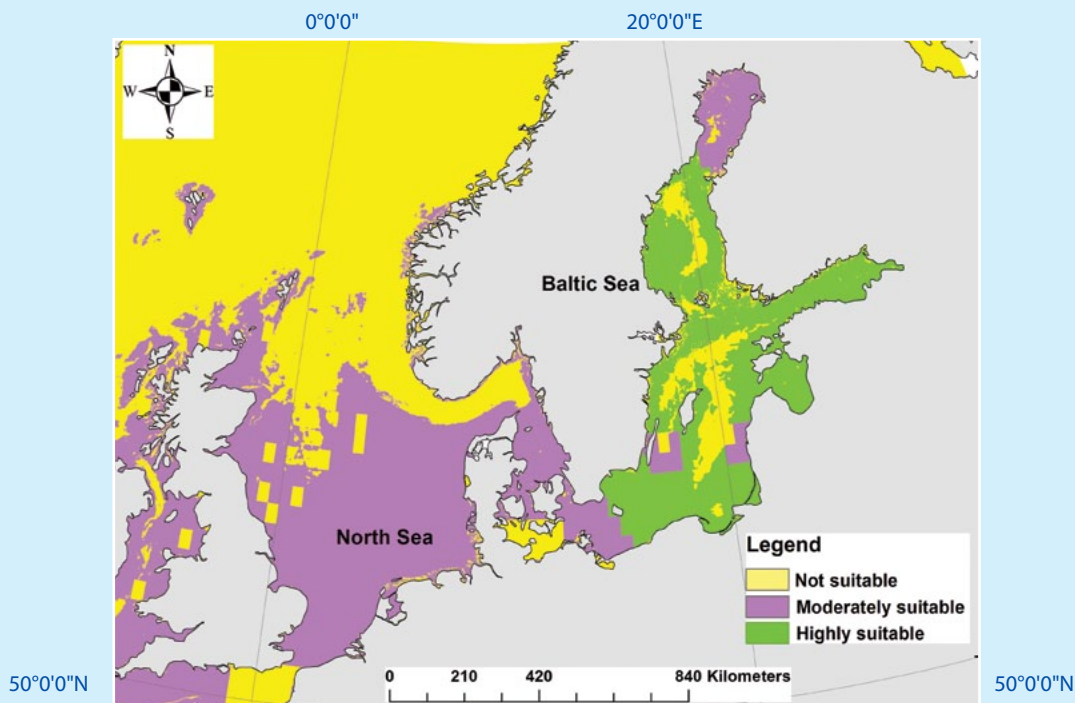 0°0'0"
20°0'0"E
N
W E
S
Baltic Sea
North Sea
Legend
Not suitable
Moderately suitable
Highly suitable
0 210 420 840 Kilometers
50°0'0"N
50°0'0"N